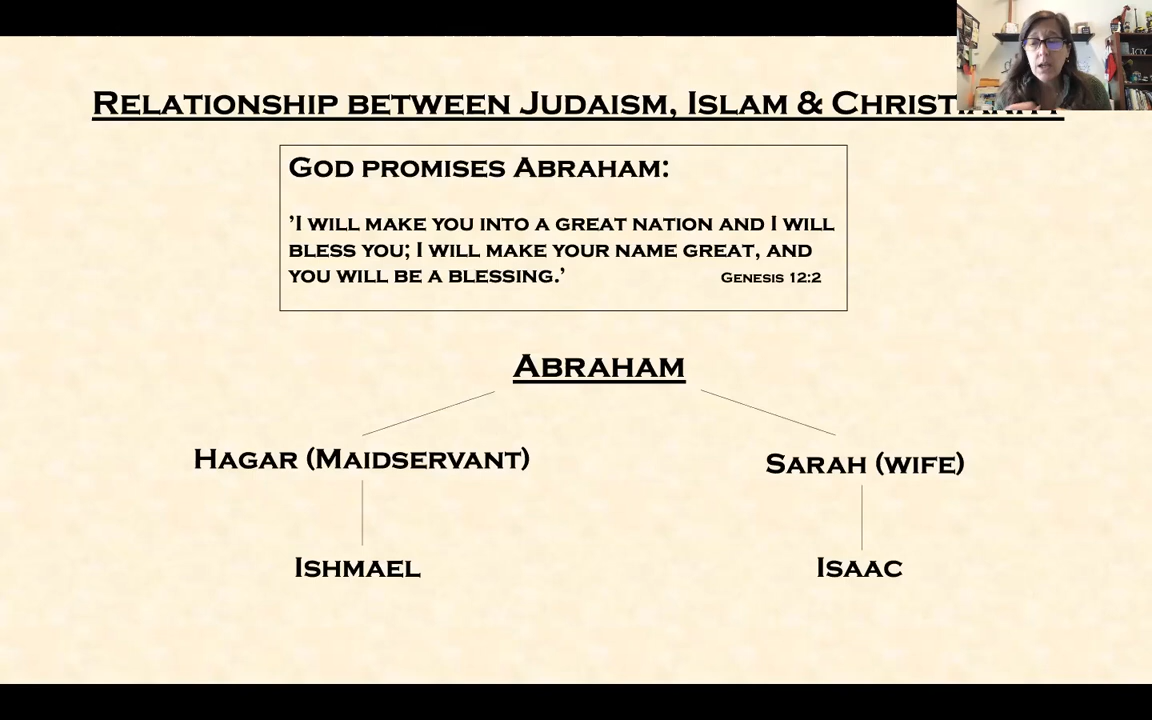 RELATIONSHIP BETWEEN JUDAISM, ISLAM &
GOD PROMISES ABRAHAM:
'I WILL MAKE YOU INTO A GREAT NATION AND I WILL
BLESS YOU; I WILL MAKE YOUR NAME GREAT, AND
YOU WILL BE A BLESSING.' GENESIS 12:2
ABRAHAM
HAGAR (MAIDSERVANT) SARAH (WIFE)
ISHMAEL ISAAC
JOY